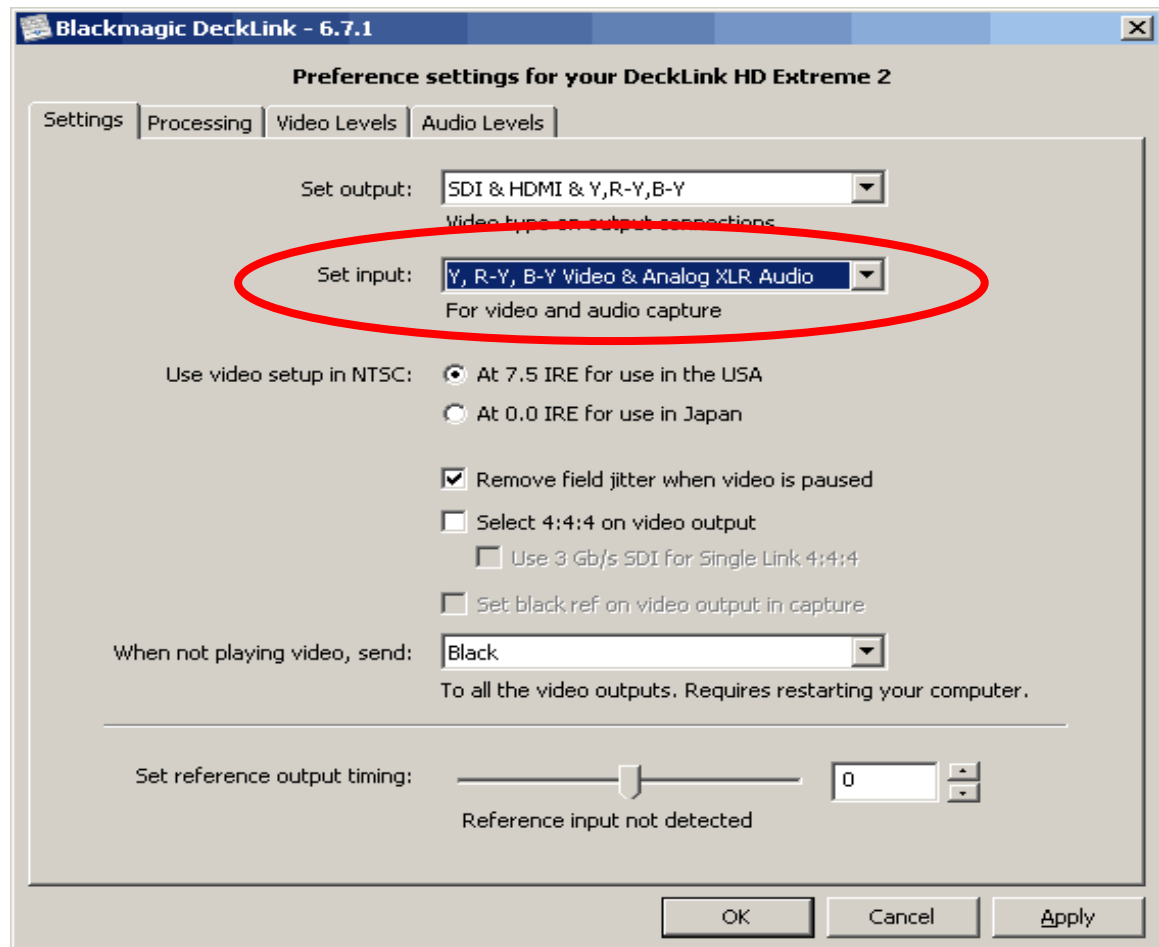 Blackmagic DeckLink - 6.7.1
Preference settings for your DeckLink HD Extreme 2
Settings Processing Video Levels Audio Levels
Set output: SDI & HDMI & Y,R-Y,B-Y
Video type on output connections
Set input: Y, R-Y, B-Y Video & Analog XLR Audio
For video and audio capture
Use video setup in NTSC: At 7.5 IRE for use in the USA
At 0.0 IRE for use in Japan
Remove field jitter when video is paused
Select 4:4:4 on video output
Use 3 Gb/s SDI for Single Link 4:4:4
Set black ref on video output in capture
When not playing video, send: Black
To all the video outputs. Requires restarting your computer.
Set reference output timing: 0
Reference input not detected
OK Cancel Apply